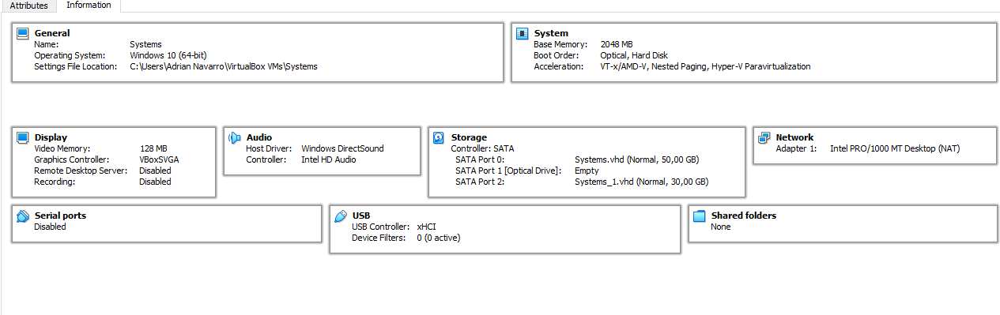 Attributes
Information
General
Name: Systems
Operating System: Windows 10 (64-bit)
Settings File Location: C:\Users\Adrian Navarro\VirtualBox VMs\Systems
System
Base Memory: 2048 MB
Boot Order: Optical, Hard Disk
Acceleration: VT-x/AMD-V, Nested Paging, Hyper-V Paravirtualization
Display
Video Memory: 128 MB
Graphics Controller: VBoxSVGA
Remote Desktop Server: Disabled
Recording: Disabled
Audio
Host Driver: Windows DirectSound
Controller: Intel HD Audio
Storage
Controller: SATA
SATA Port 0: Systems.vhd (Normal, 50,00 GB)
SATA Port 1 [Optical Drive]: Empty
SATA Port 2: Systems_1.vhd (Normal, 30,00 GB)
Network
Adapter 1: Intel PRO/1000 MT Desktop (NAT)
Serial ports
Disabled
USB
USB Controller: xHCI
Device Filters: 0 (0 active)
Shared folders
None